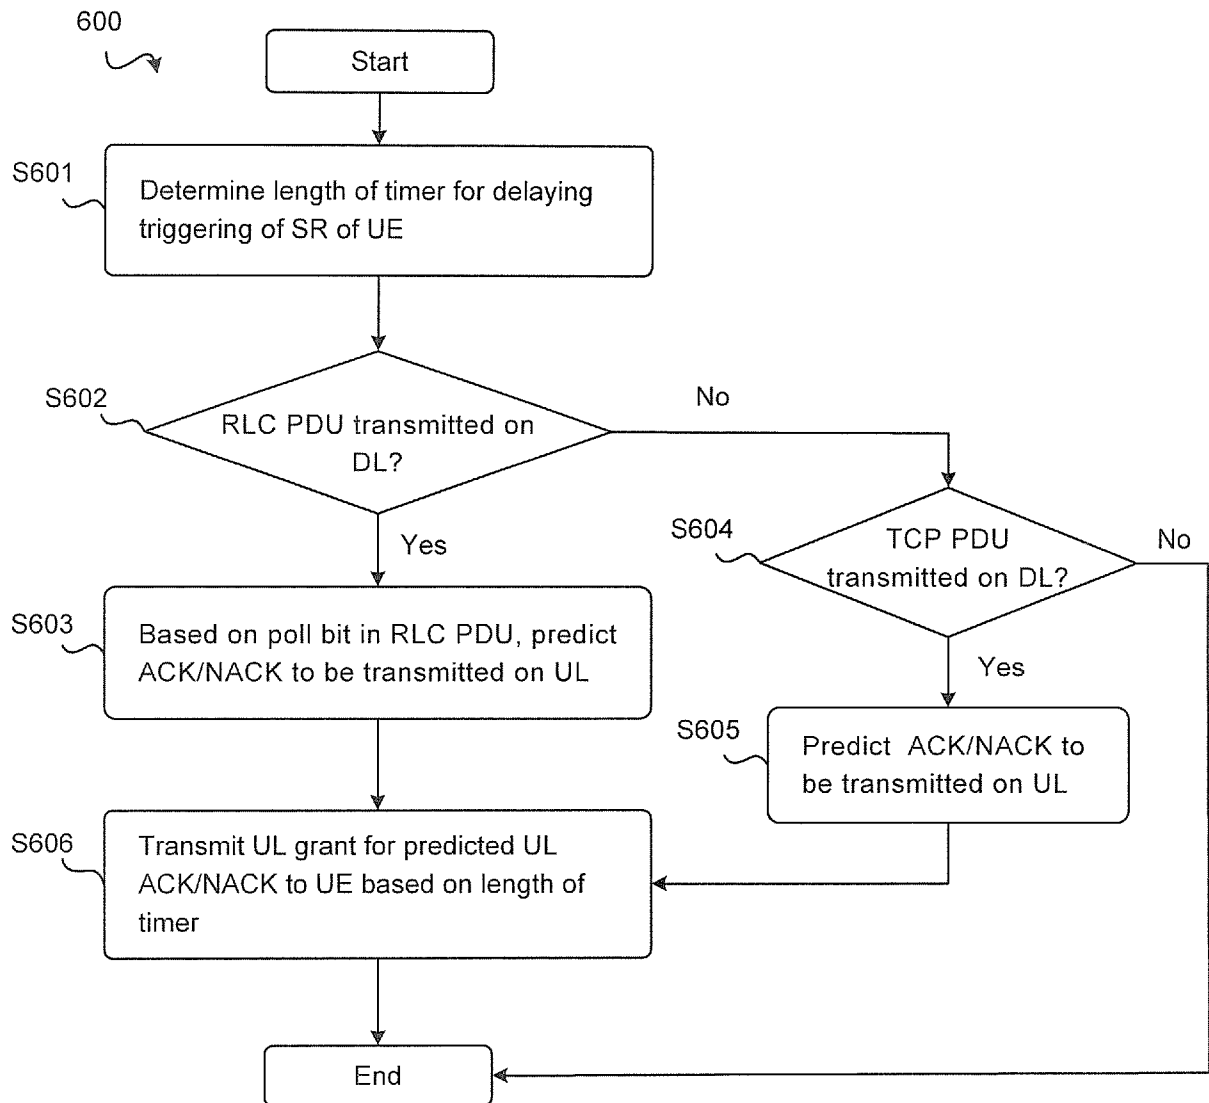 600
Start
S601
Determine length of timer for delaying
triggering of SR of UE
S602
RLC PDU transmitted on
DL?
No
Yes
S604
TCP PDU
transmitted on DL?
No
Yes
S603
Based on poll bit in RLC PDU, predict
ACK/NACK to be transmitted on UL
S605
Predict ACK/NACK to
be transmitted on UL
S606
Transmit UL grant for predicted UL
ACK/NACK to UE based on length of
timer
End